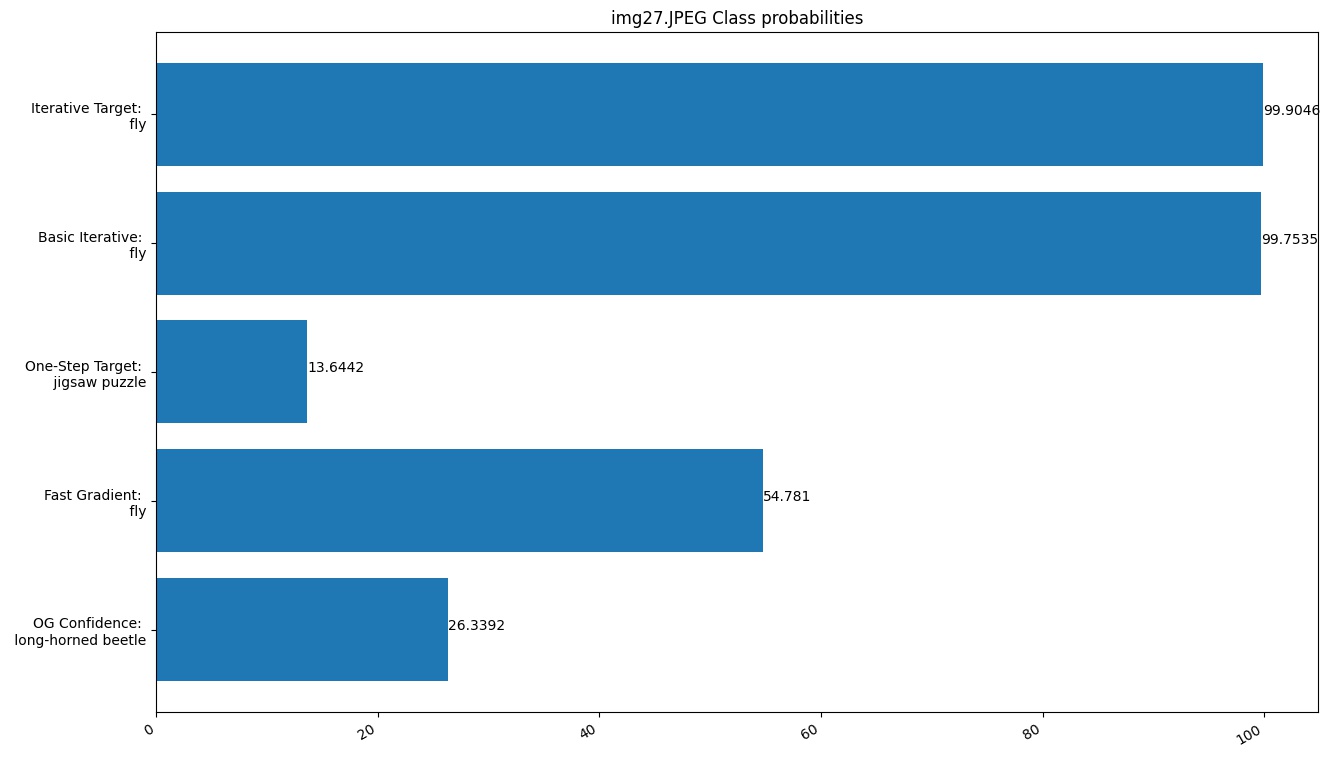 img27.JPEG Class probabilities
Iterative Target:
fly
99.9046
Basic Iterative:
fly
99.7535
One-Step Target:
jigsaw puzzle
13.6442
Fast Gradient:
fly
54.781
OG Confidence:
long-horned beetle
26.3392
0
20
40
60
80
100